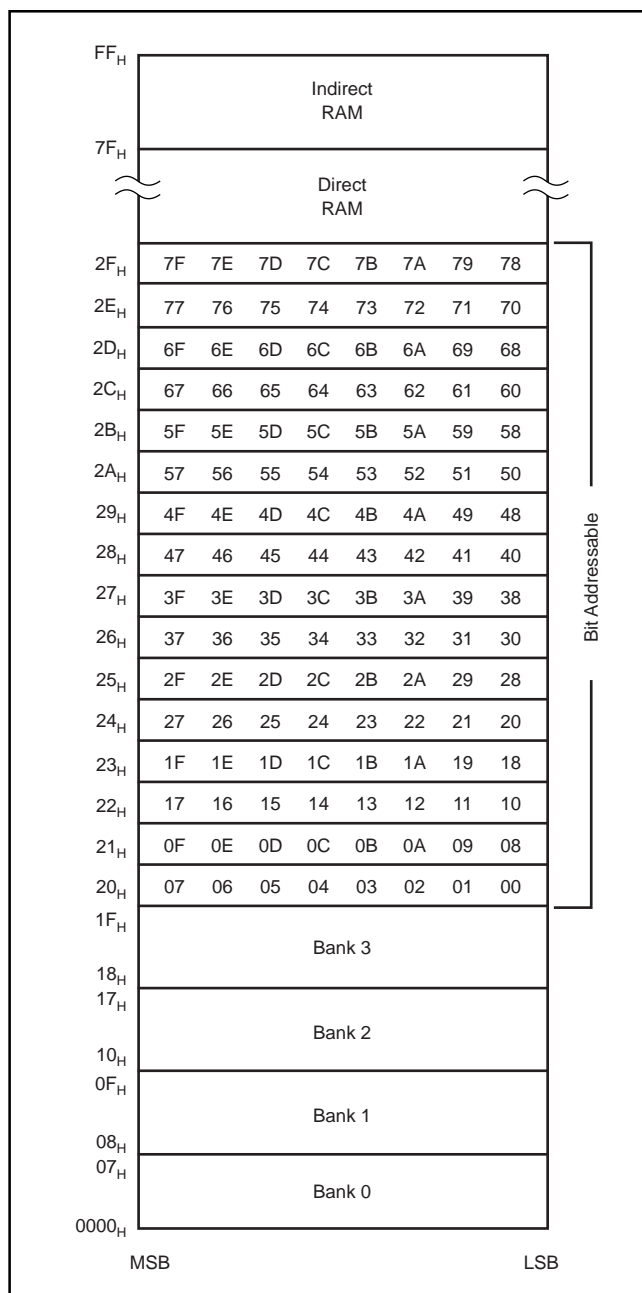 FFH
Indirect
RAM
7FH
Direct
RAM
2FH 7F 7E 7D 7C 7B 7A 79 78
2EH 77 76 75 74 73 72 71 70
2DH 6F 6E 6D 6C 6B 6A 69 68
2CH 67 66 65 64 63 62 61 60
2BH 5F 5E 5D 5C 5B 5A 59 58
2AH 57 56 55 54 53 52 51 50
29H 4F 4E 4D 4C 4B 4A 49 48
28H 47 46 45 44 43 42 41 40
27H 3F 3E 3D 3C 3B 3A 39 38
26H 37 36 35 34 33 32 31 30
25H 2F 2E 2D 2C 2B 2A 29 28
24H 27 26 25 24 23 22 21 20
23H 1F 1E 1D 1C 1B 1A 19 18
22H 17 16 15 14 13 12 11 10
21H 0F 0E 0D 0C 0B 0A 09 08
20H 07 06 05 04 03 02 01 00
Bit Addressable
1FH
Bank 3
18H
17H
Bank 2
10H
0FH
Bank 1
08H
07H
Bank 0
0000H
MSB LSB